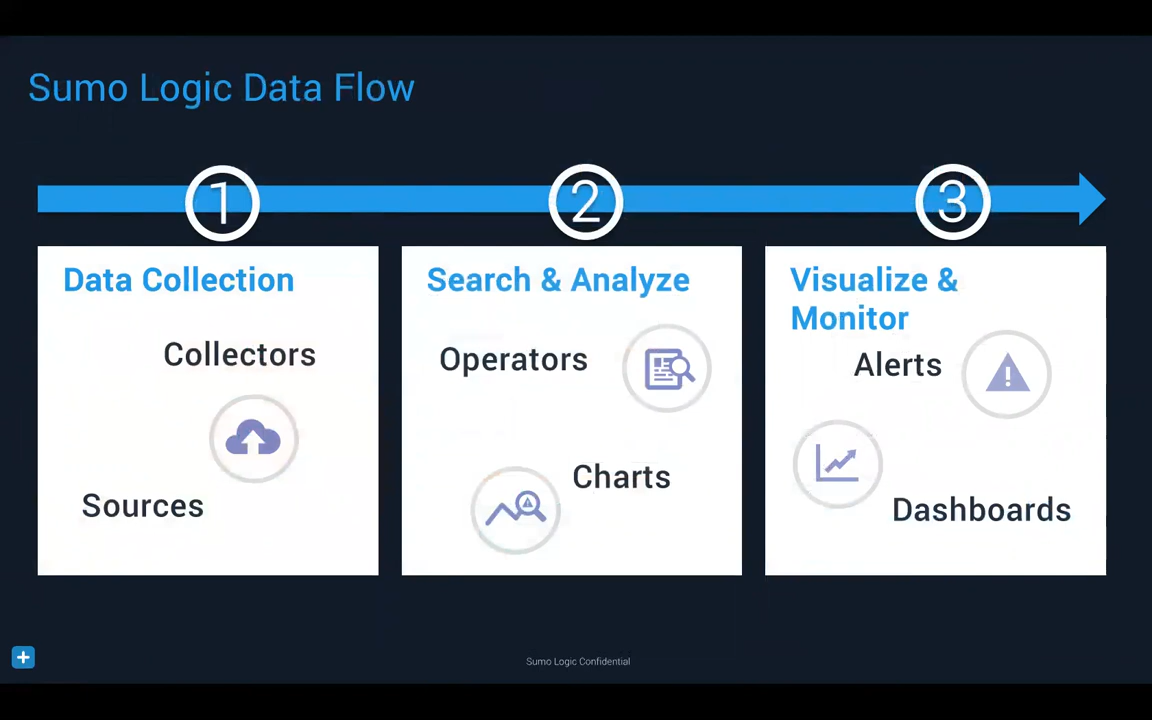 Sumo Logic Data Flow
1
2
3
Data Collection
Collectors
Sources
Search & Analyze
Operators
Charts
Visualize &
Monitor
Alerts
Dashboards
Sumo Logic Confidential